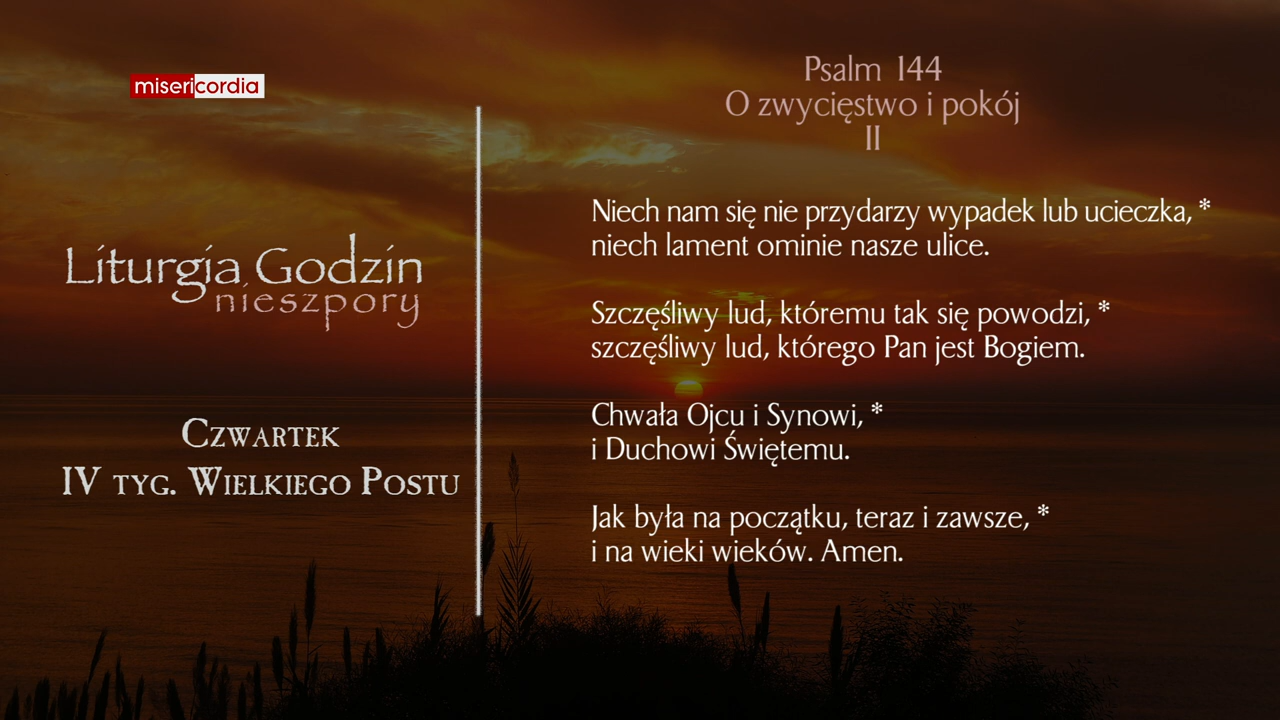 misericordia
Liturgia Godzin
nieszpory
Czwartek
IV tyg. Wielkiego Postu
Psalm 144
O zwycięstwo i pokój
II
Niech nam się nie przydarzy wypadek lub ucieczka, *
niech lament ominie nasze ulice.
Szczęśliwy lud, któremu tak się powodzi, *
szczęśliwy lud, którego Pan jest Bogiem.
Chwała Ojcu i Synowi, *
i Duchowi Świętemu.
Jak była na początku, teraz i zawsze, *
i na wieki wieków. Amen.